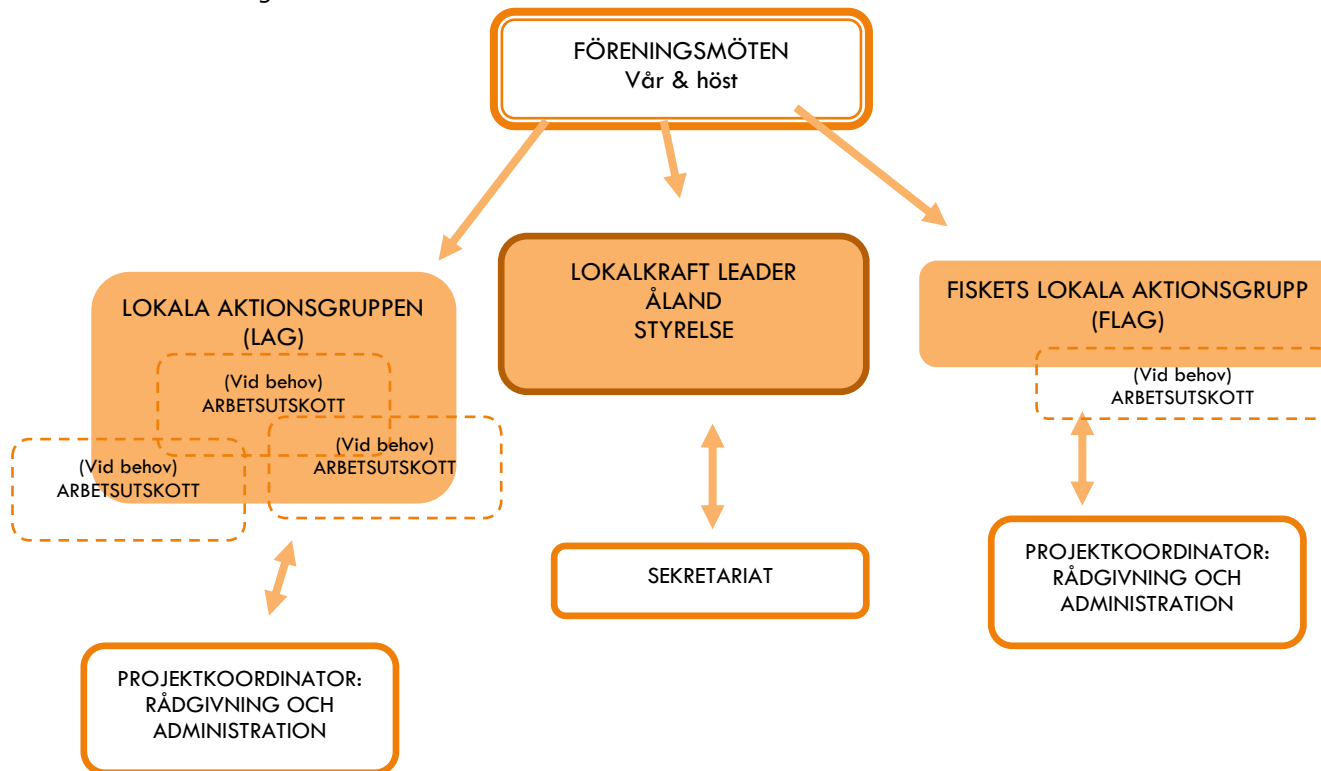 FÖRENINGSMÖTEN
Vår & höst
LOKALA AKTIONSGRUPPEN
(LAG)
(Vid behov)
ARBETSUTSKOTT
(Vid behov)
ARBETSUTSKOTT
(Vid behov)
ARBETSUTSKOTT
LOKALKRAFT LEADER
ÅLAND
STYRELSE
FISKETS LOKALA AKTIONSGRUPP
(FLAG)
(Vid behov)
ARBETSUTSKOTT
PROJEKTKOORDINATOR:
RÅDGIVNING OCH
ADMINISTRATION
SEKRETARIAT
PROJEKTKOORDINATOR:
RÅDGIVNING OCH
ADMINISTRATION